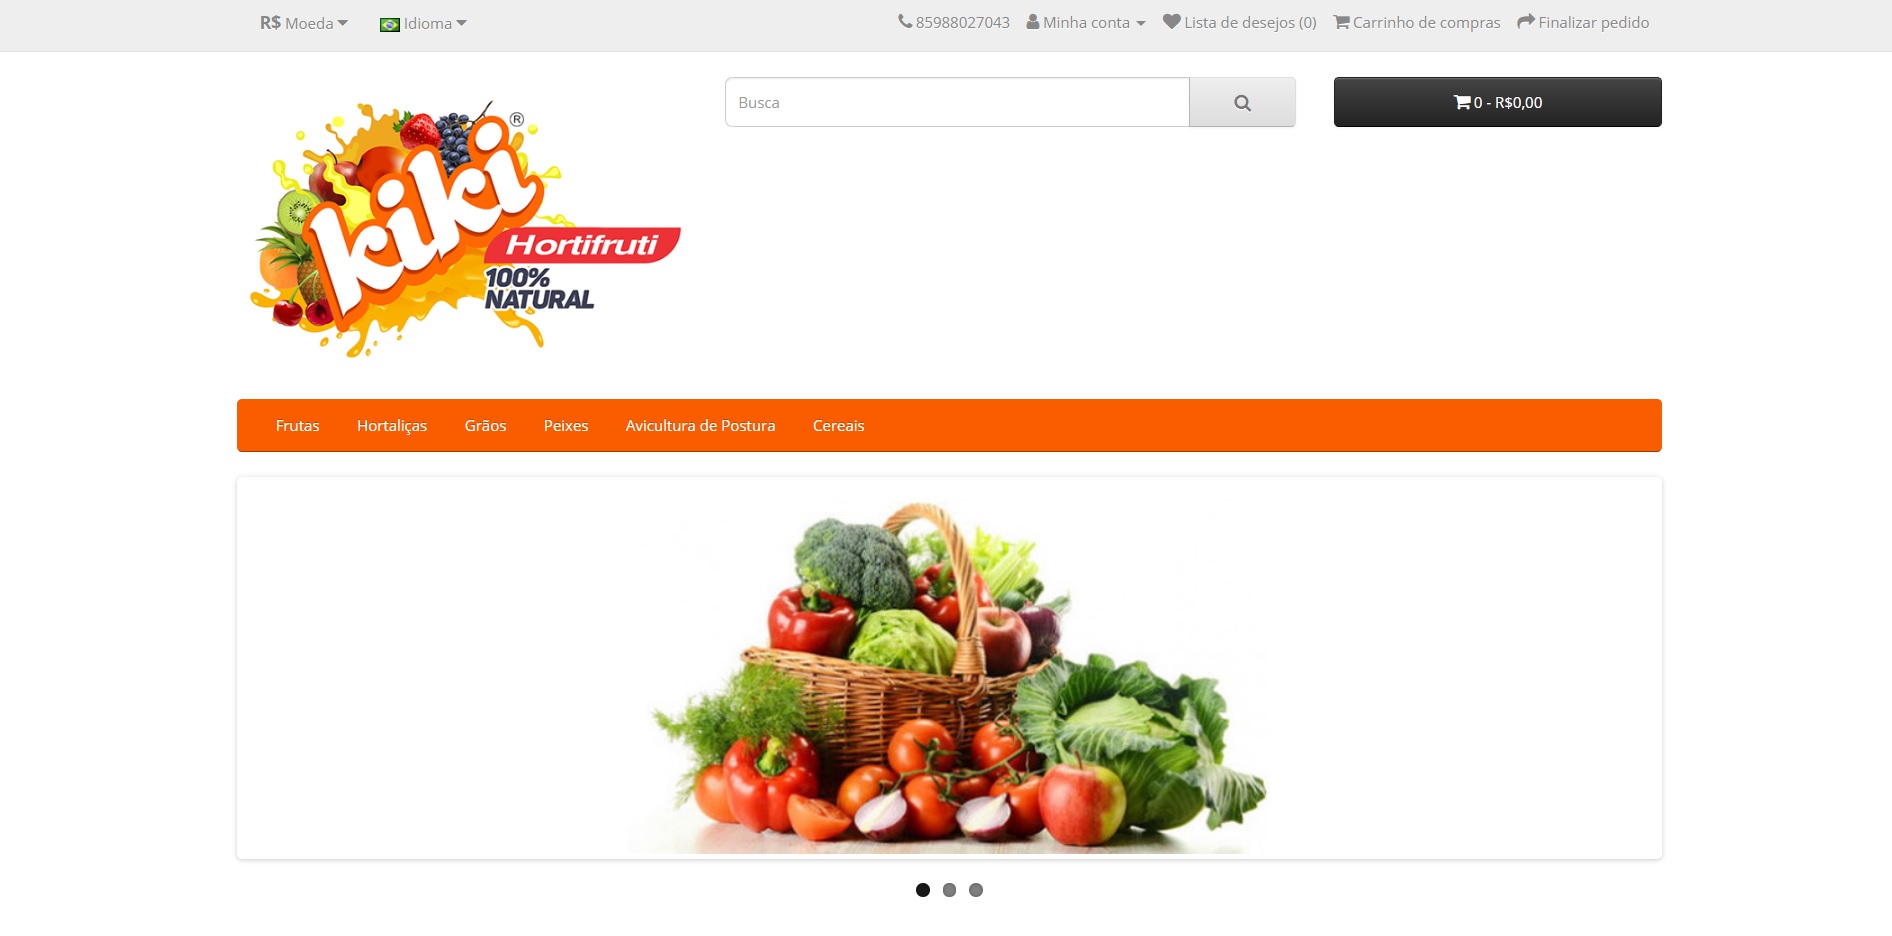 R$ Moeda Idioma 85988027043 Minha conta Lista de desejos (0) Carrinho de compras Finalizar pedido
Busca 0 - R$0,00
kiki®
Hortifruti
100%
NATURAL
Frutas Hortaliças Grãos Peixes Avicultura de Postura Cereais